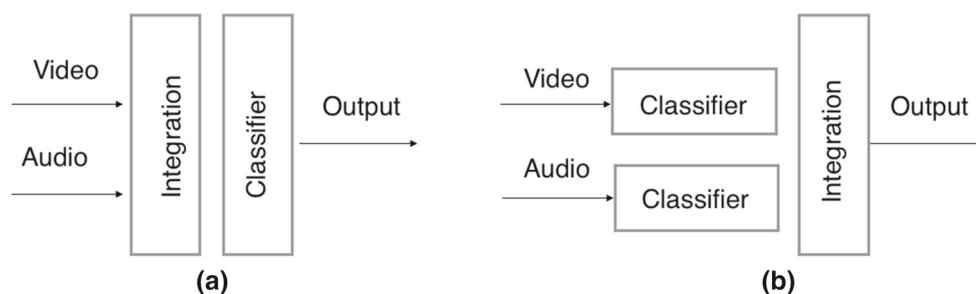 Video
Audio
Integration
Classifier
Output
(a)
Video
Classifier
Audio
Classifier
Integration
Output
(b)